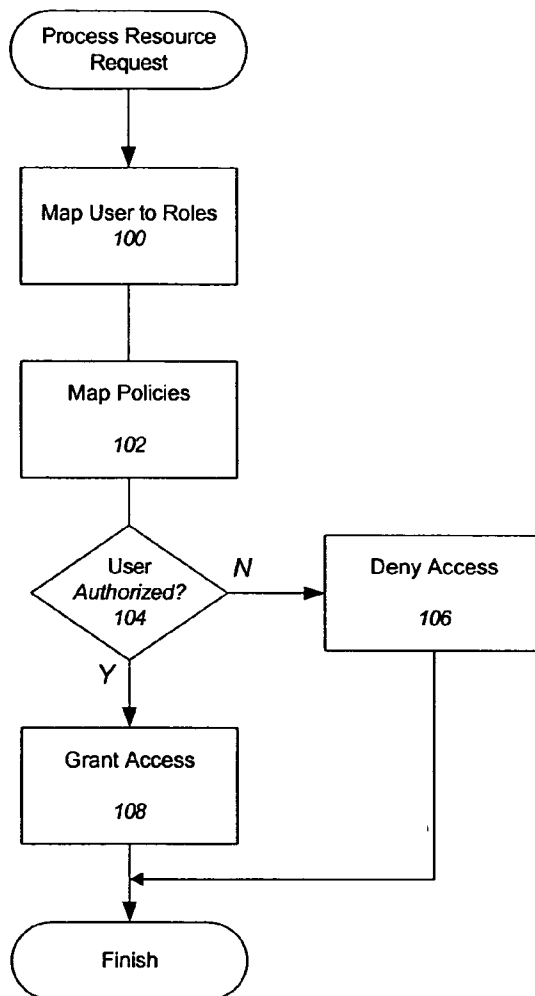 Process Resource
Request
Map User to Roles
100
Map Policies
102
User
Authorized?
104
N
Deny Access
106
Y
Grant Access
108
Finish